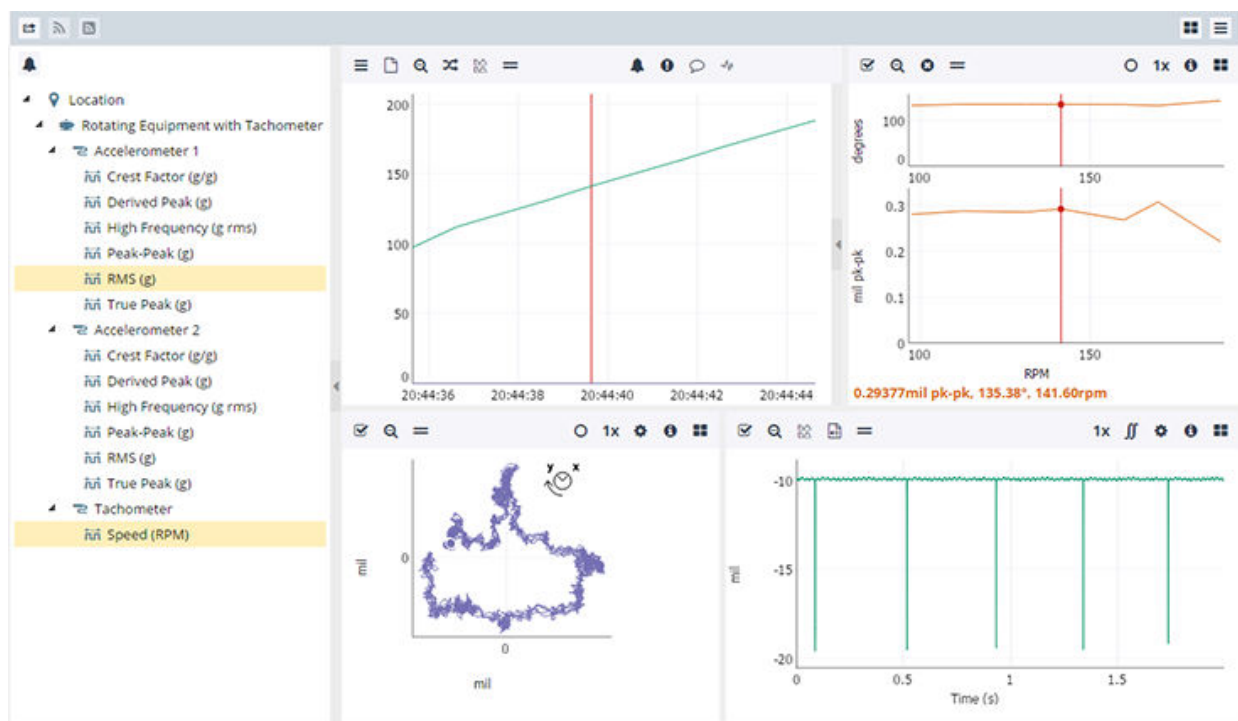 Location
Rotating Equipment with Tachometer
Accelerometer 1
Crest Factor (g/g)
Derived Peak (g)
High Frequency (g rms)
Peak-Peak (g)
RMS (g)
True Peak (g)
Accelerometer 2
Crest Factor (g/g)
Derived Peak (g)
High Frequency (g rms)
Peak-Peak (g)
RMS (g)
True Peak (g)
Tachometer
Speed (RPM)
200
150
100
50
0
20:44:36 20:44:38 20:44:40 20:44:42 20:44:44
1x
degrees
100
0
100 150
mil pk-pk
0.3
0.2
0.1
0
100 150
RPM
0.29377mil pk-pk, 135.38°, 141.60rpm
1x
y x
mil
0
0
mil
1x
mil
-10
-15
-20
0 0.5 1 1.5
Time (s)